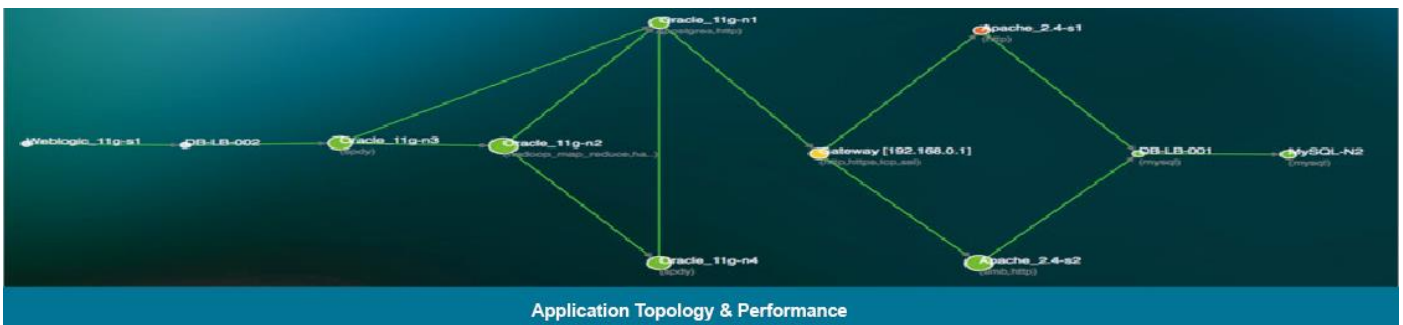 Oracle_11g-n1
(postgres,http)
Apache_2.4-s1
(http)
Weblogic_11g-s1
DB-LB-002
Oracle_11g-n3
(spdy)
Oracle_11g-n2
(hadoop_map_reduce,ha...)
Gateway [192.168.0.1]
(http,https,tcp,ssl)
DB-LB-001
(mysql)
MySQL-N2
(mysql)
Oracle_11g-n4
(spdy)
Apache_2.4-s2
(smb,http)
Application Topology & Performance